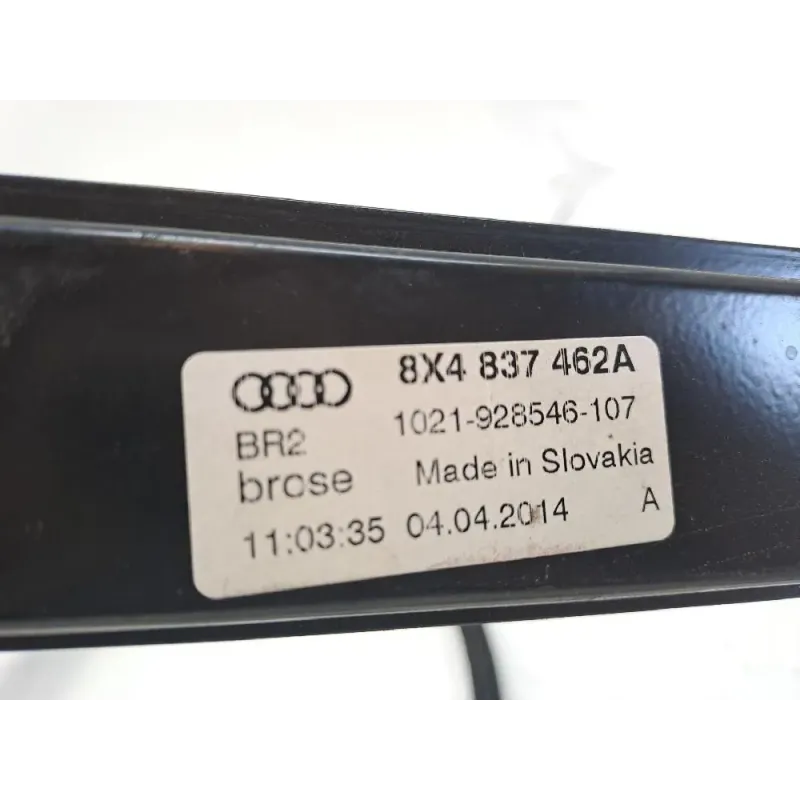 8X4 837 462A
BR2 1021-928546-107
brose Made in Slovakia
11:03:35 04.04.2014 A